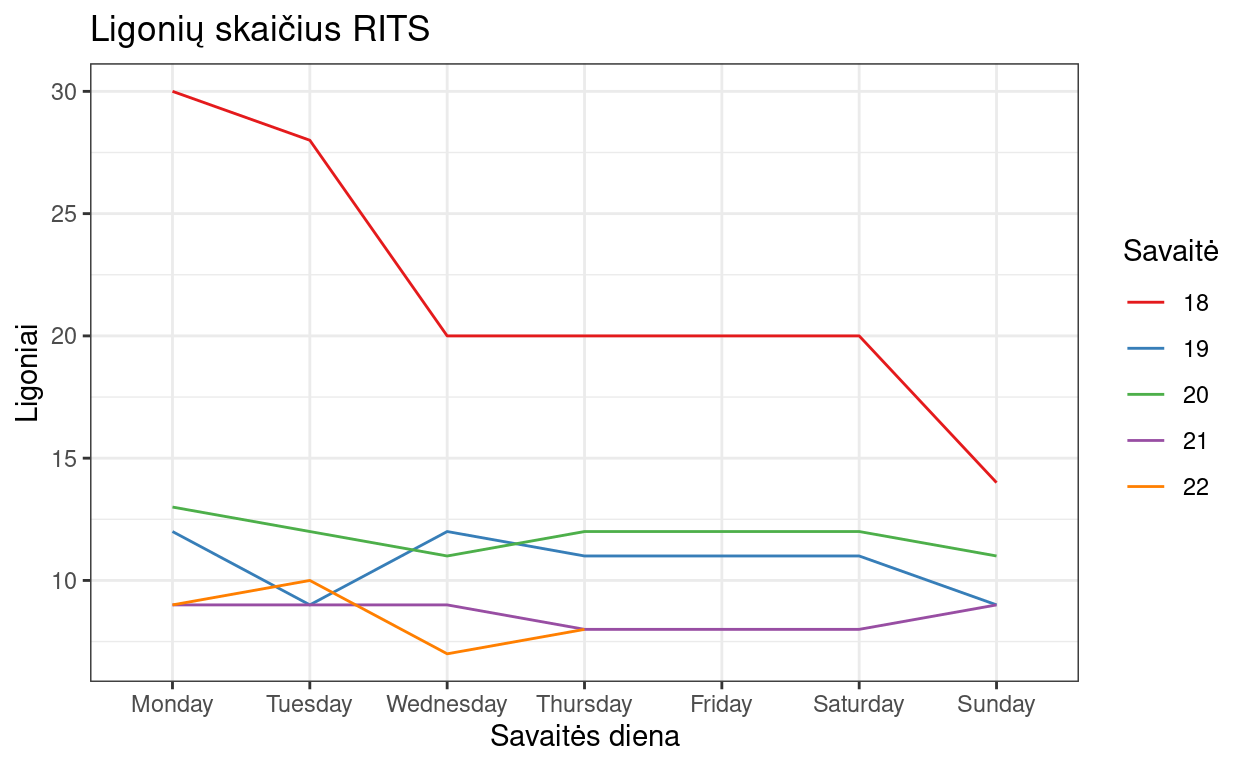 Ligonių skaičius RITS
30
25
20
15
10
Ligoniai
Monday Tuesday Wednesday Thursday Friday Saturday Sunday
Savaitės diena
Savaitė
18
19
20
21
22